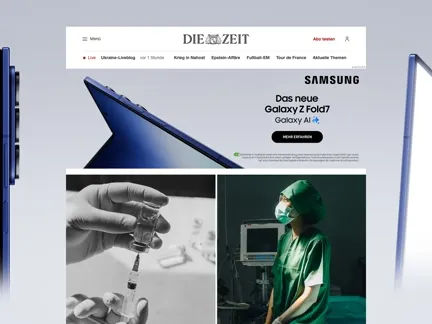 Menü
DIE ZEIT
Abo testen
Live Ukraine-Liveblog vor 1 Stunde Krieg in Nahost Epstein-Affäre Fußball-EM Tour de France Aktuelle Themen
SAMSUNG
Das neue
Galaxy Z Fold7
Galaxy AI
MEHR ERFAHREN